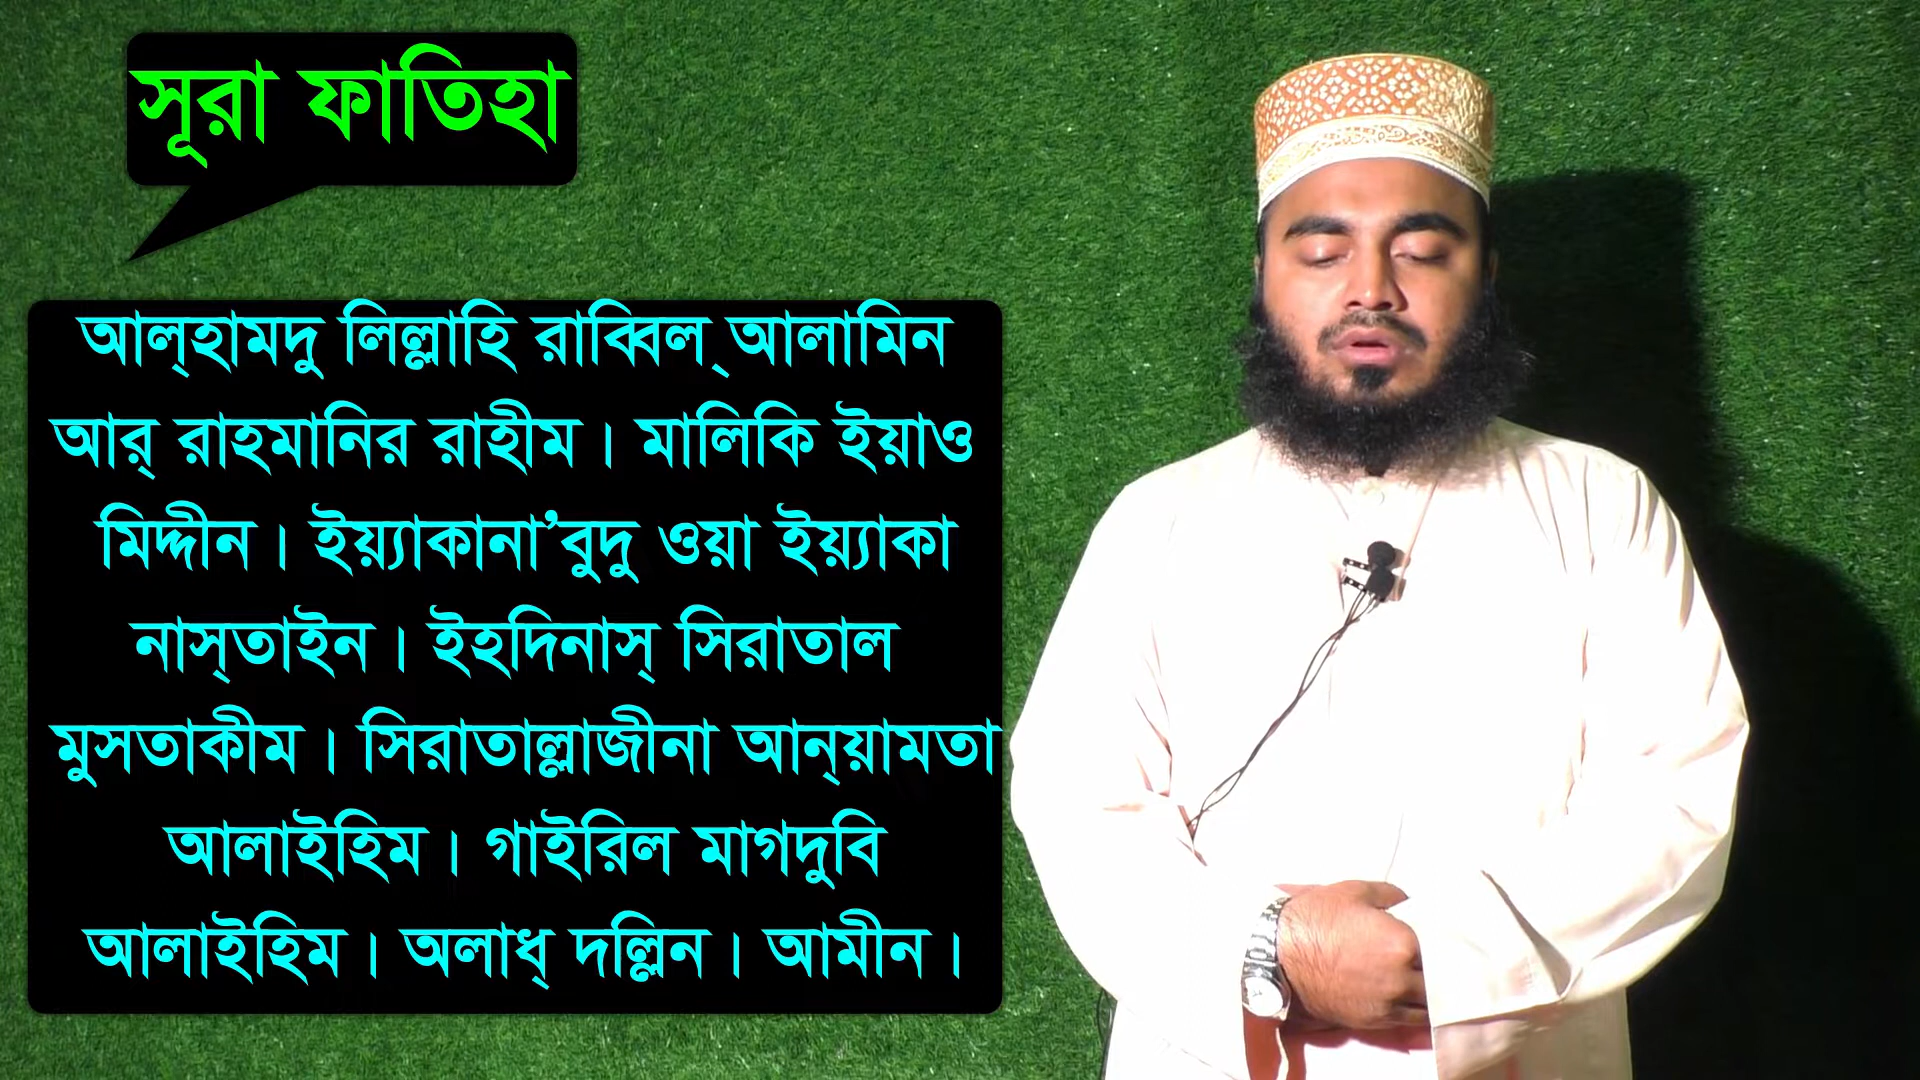 সূরা ফাতিহা
আল্‌হামদু লিল্লাহি রাব্বিল্ আলামিন
আর্ রাহমানির রাহীম। মালিকি ইয়াও
মিদ্দীন। ইয়্যাকানা’বুদু ওয়া ইয়্যাকা
নাস্‌তাইন। ইহদিনাস্ সিরাতাল
মুসতাকীম। সিরাতাল্লাজীনা আন্‌য়ামতা
আলাইহিম। গাইরিল মাগদুবি
আলাইহিম। অলাধ্ দল্লিন। আমীন।